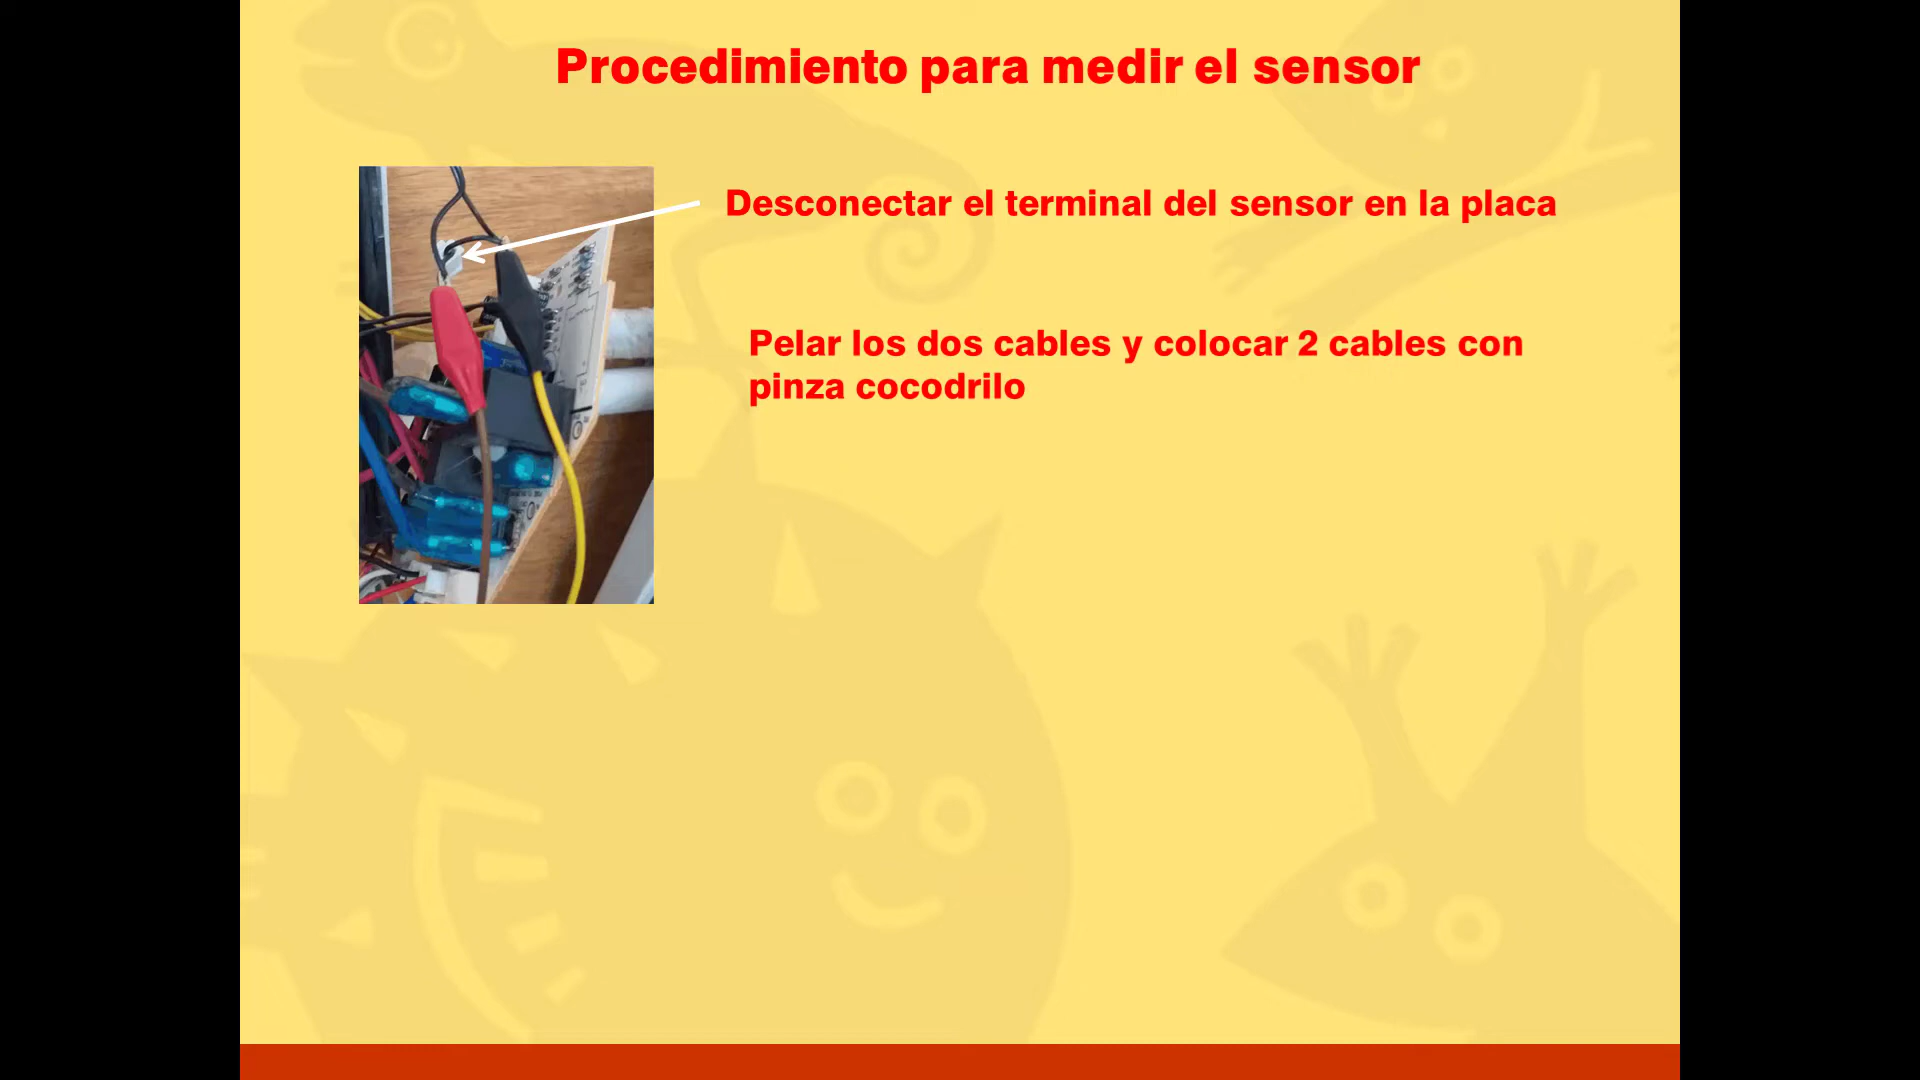 Procedimiento para medir el sensor
Desconectar el terminal del sensor en la placa
Pelar los dos cables y colocar 2 cables con
pinza cocodrilo